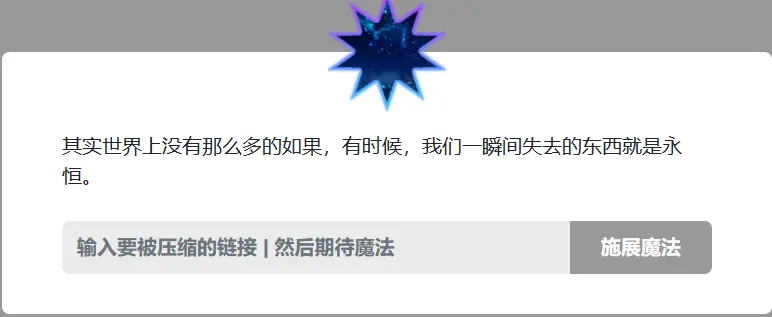 其实世界上没有那么多的如果，有时候，我们一瞬间失去的东西就是永
恒。
输入要被压缩的链接 | 然后期待魔法
施展魔法